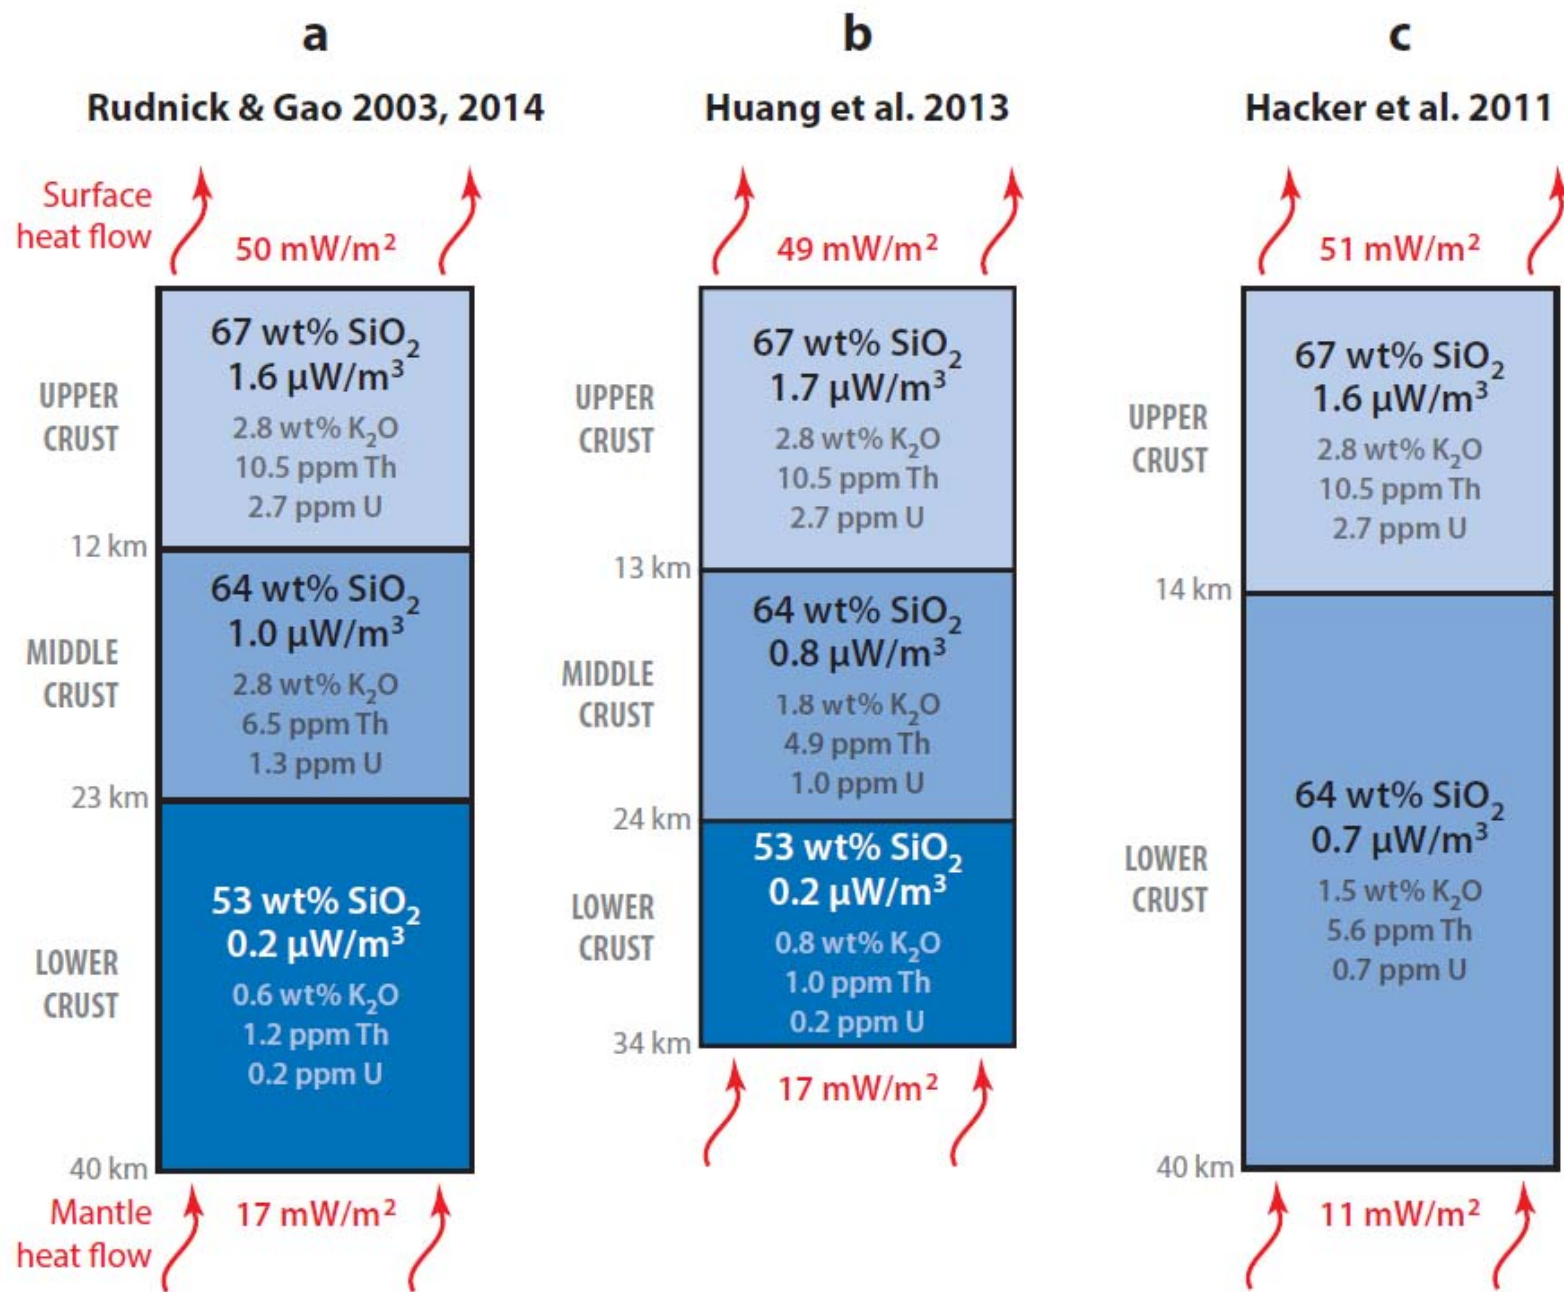 a
Rudnick & Gao 2003, 2014
Surface
heat flow
50 mW/m²
UPPER
CRUST
67 wt% SiO₂
1.6 µW/m³
2.8 wt% K₂O
10.5 ppm Th
2.7 ppm U
12 km
MIDDLE
CRUST
64 wt% SiO₂
1.0 µW/m³
2.8 wt% K₂O
6.5 ppm Th
1.3 ppm U
23 km
LOWER
CRUST
53 wt% SiO₂
0.2 µW/m³
0.6 wt% K₂O
1.2 ppm Th
0.2 ppm U
40 km
Mantle
heat flow
17 mW/m²
b
Huang et al. 2013
49 mW/m²
UPPER
CRUST
67 wt% SiO₂
1.7 µW/m³
2.8 wt% K₂O
10.5 ppm Th
2.7 ppm U
13 km
MIDDLE
CRUST
64 wt% SiO₂
0.8 µW/m³
1.8 wt% K₂O
4.9 ppm Th
1.0 ppm U
24 km
LOWER
CRUST
53 wt% SiO₂
0.2 µW/m³
0.8 wt% K₂O
1.0 ppm Th
0.2 ppm U
34 km
17 mW/m²
c
Hacker et al. 2011
51 mW/m²
UPPER
CRUST
67 wt% SiO₂
1.6 µW/m³
2.8 wt% K₂O
10.5 ppm Th
2.7 ppm U
14 km
LOWER
CRUST
64 wt% SiO₂
0.7 µW/m³
1.5 wt% K₂O
5.6 ppm Th
0.7 ppm U
40 km
11 mW/m²